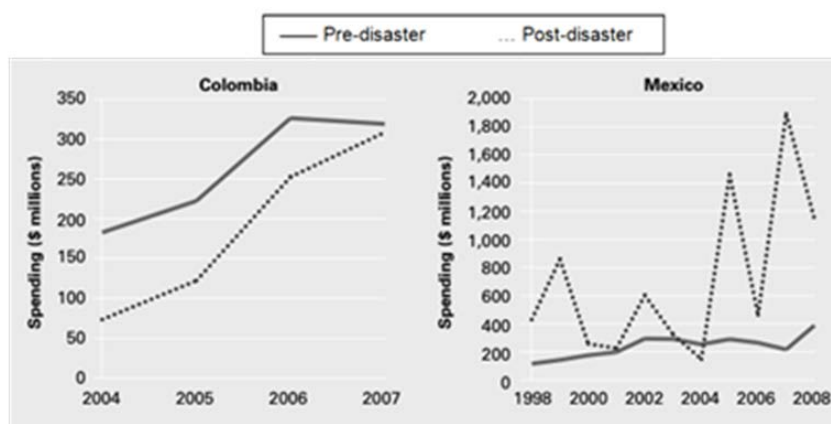 Pre-disaster Post-disaster
Colombia
Spending ($ millions)
350
300
250
200
150
100
50
0
2004 2005 2006 2007
Mexico
Spending ($ millions)
2,000
1,800
1,600
1,400
1,200
1,000
800
600
400
200
0
1998 2000 2002 2004 2006 2008